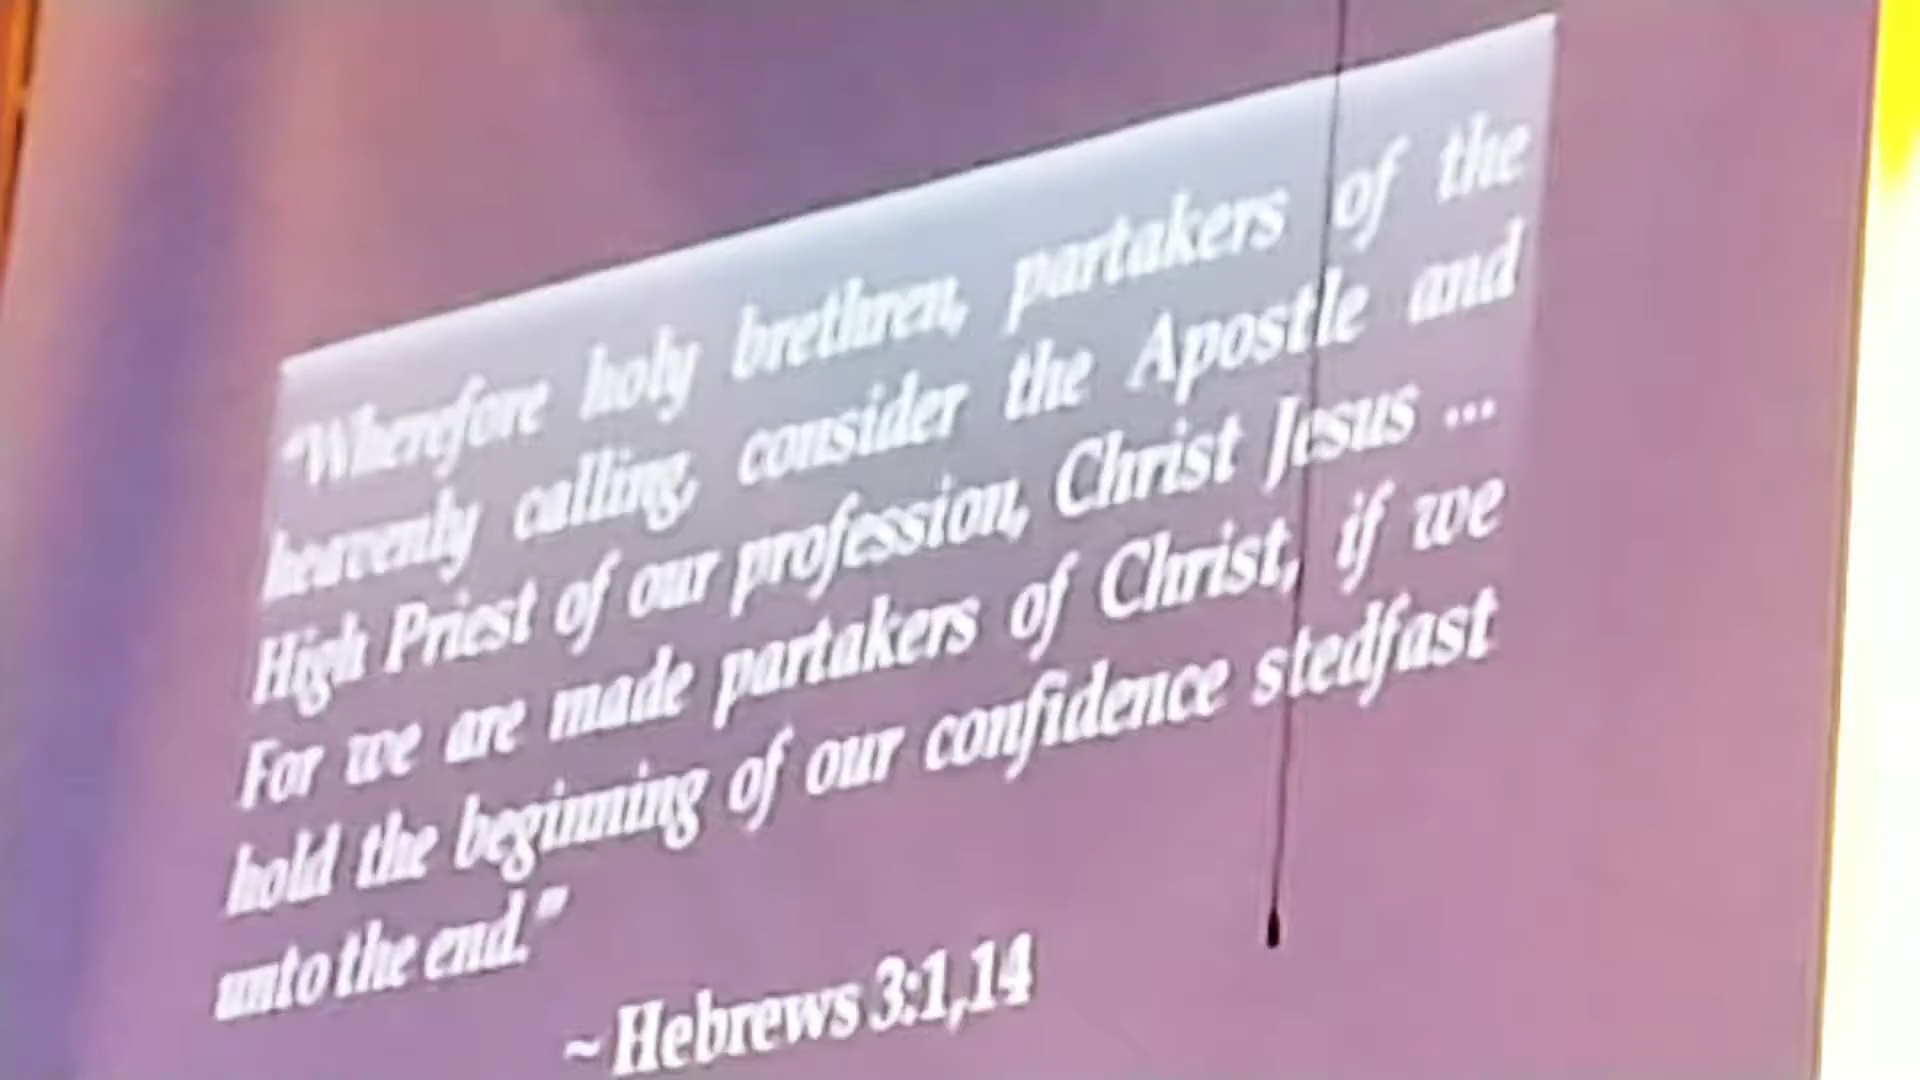 “Wherefore holy brethren, partakers of the
heavenly calling, consider the Apostle and
High Priest of our profession, Christ Jesus ...
For we are made partakers of Christ, if we
hold the beginning of our confidence stedfast
unto the end.”
~ Hebrews 3:1,14